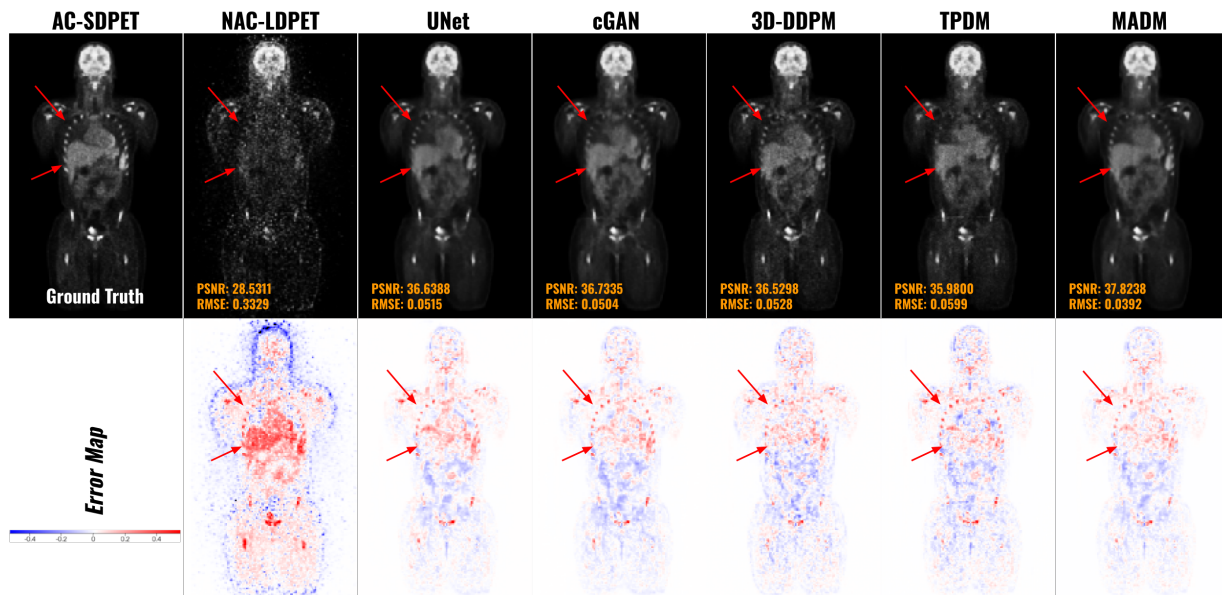 AC-SDPET NAC-LDPET UNet cGAN 3D-DDPM TPDM MADM
Ground Truth
PSNR: 28.5311
RMSE: 0.3329
PSNR: 36.6388
RMSE: 0.0515
PSNR: 36.7335
RMSE: 0.0504
PSNR: 36.5298
RMSE: 0.0528
PSNR: 35.9800
RMSE: 0.0599
PSNR: 37.8238
RMSE: 0.0392
Error Map
-0.4 -0.2 0 0.2 0.4